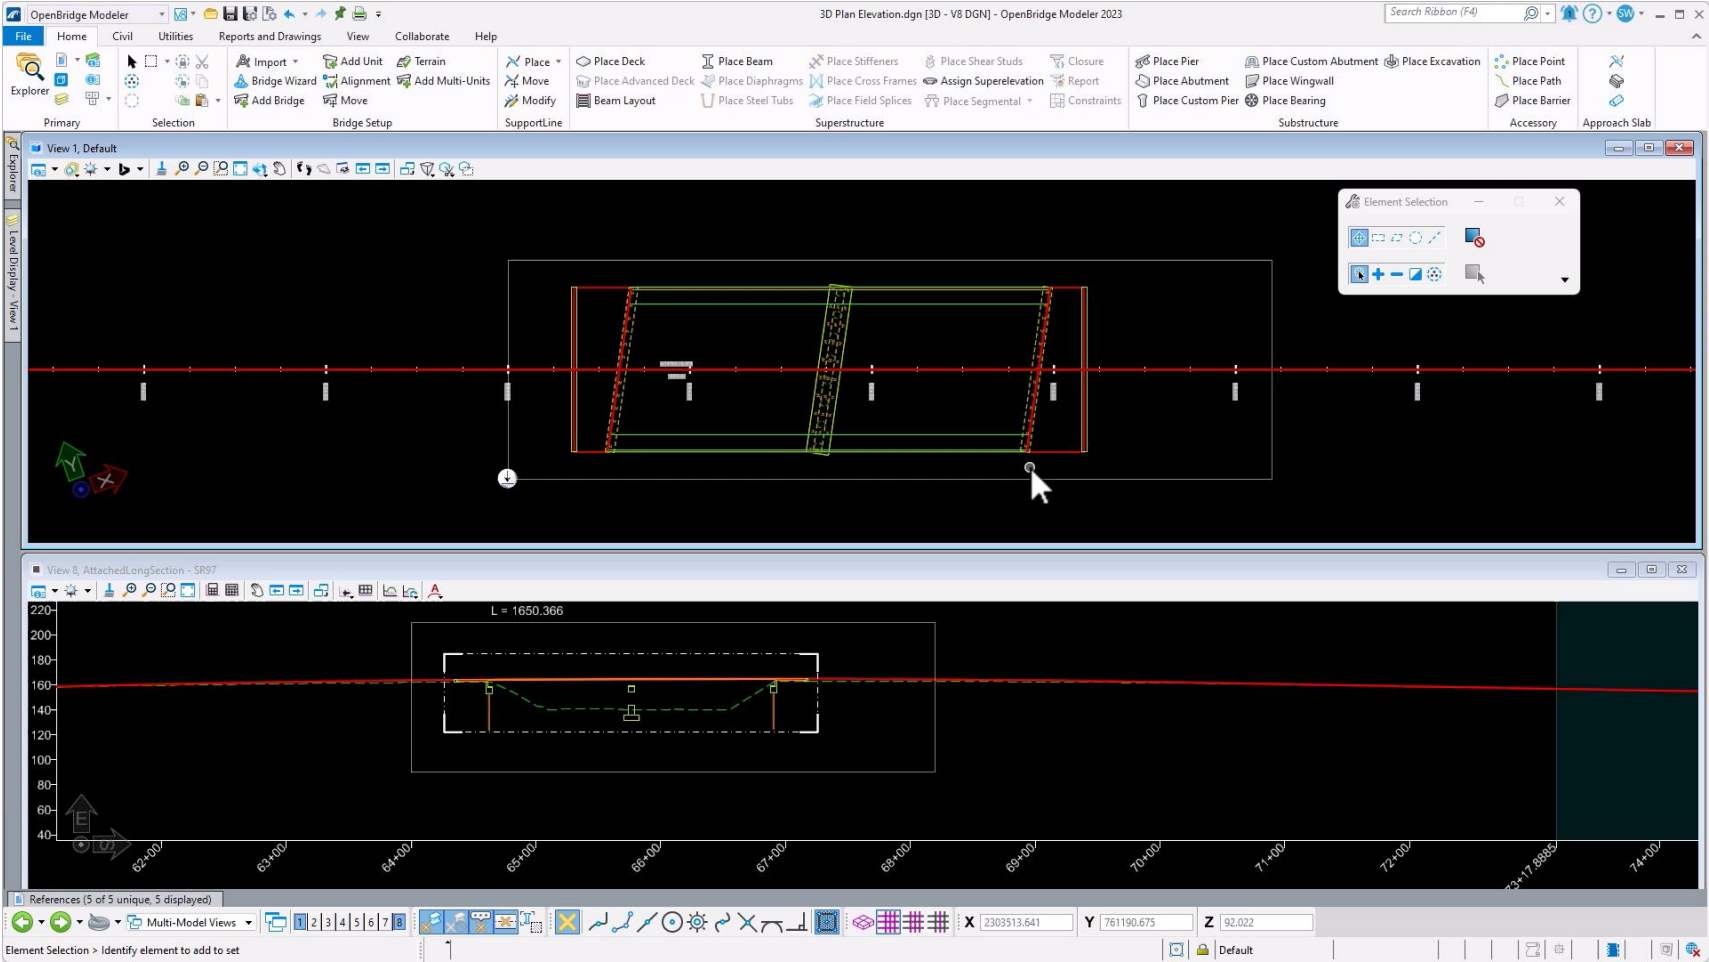 OpenBridge Modeler
3D Plan Elevation.dgn [3D - V8 DGN] - OpenBridge Modeler 2023
Search Ribbon (F4)
SW
File
Home
Civil
Utilities
Reports and Drawings
View
Collaborate
Help
Explorer
Primary
Selection
Import
Add Unit
Terrain
Bridge Wizard
Alignment
Add Multi-Units
Add Bridge
Move
Bridge Setup
Place
Move
Modify
SupportLine
Place Deck
Place Beam
Place Stiffeners
Place Shear Studs
Closure
Place Advanced Deck
Place Diaphragms
Place Cross Frames
Assign Superelevation
Report
Beam Layout
Place Steel Tubs
Place Field Splices
Place Segmental
Constraints
Superstructure
Place Pier
Place Custom Abutment
Place Excavation
Place Abutment
Place Wingwall
Place Custom Pier
Place Bearing
Substructure
Place Point
Place Path
Place Barrier
Accessory
Approach Slab
Explorer
Level Display - View 1
View 1, Default
Element Selection
Y
X
View 8, AttachedLongSection - SR97
L = 1650.366
220
200
180
160
140
120
100
80
60
40
E
S
62+00
63+00
64+00
65+00
66+00
67+00
68+00
69+00
70+00
71+00
72+00
73+17.8885
74+00
References (5 of 5 unique, 5 displayed)
Multi-Model Views
1 2 3 4 5 6 7 8
X 2303513.641
Y 761190.675
Z 92.022
Element Selection > Identify element to add to set
Default